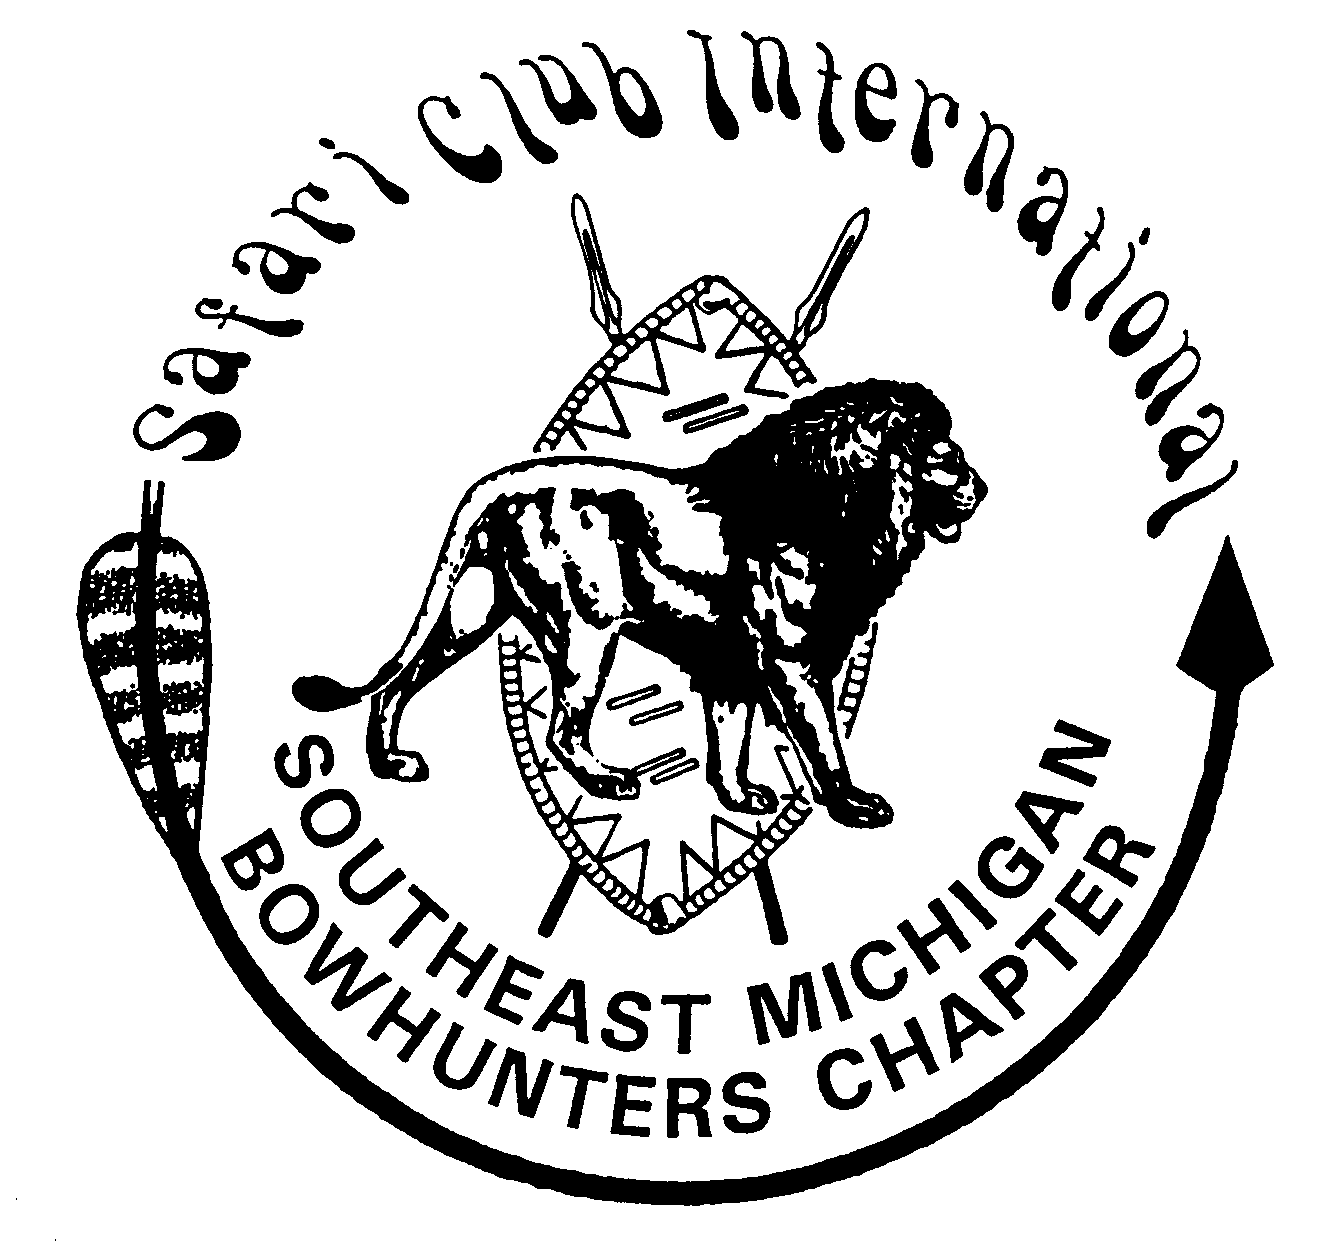 Safari Club International
SOUTHEAST MICHIGAN
BOWHUNTERS CHAPTER